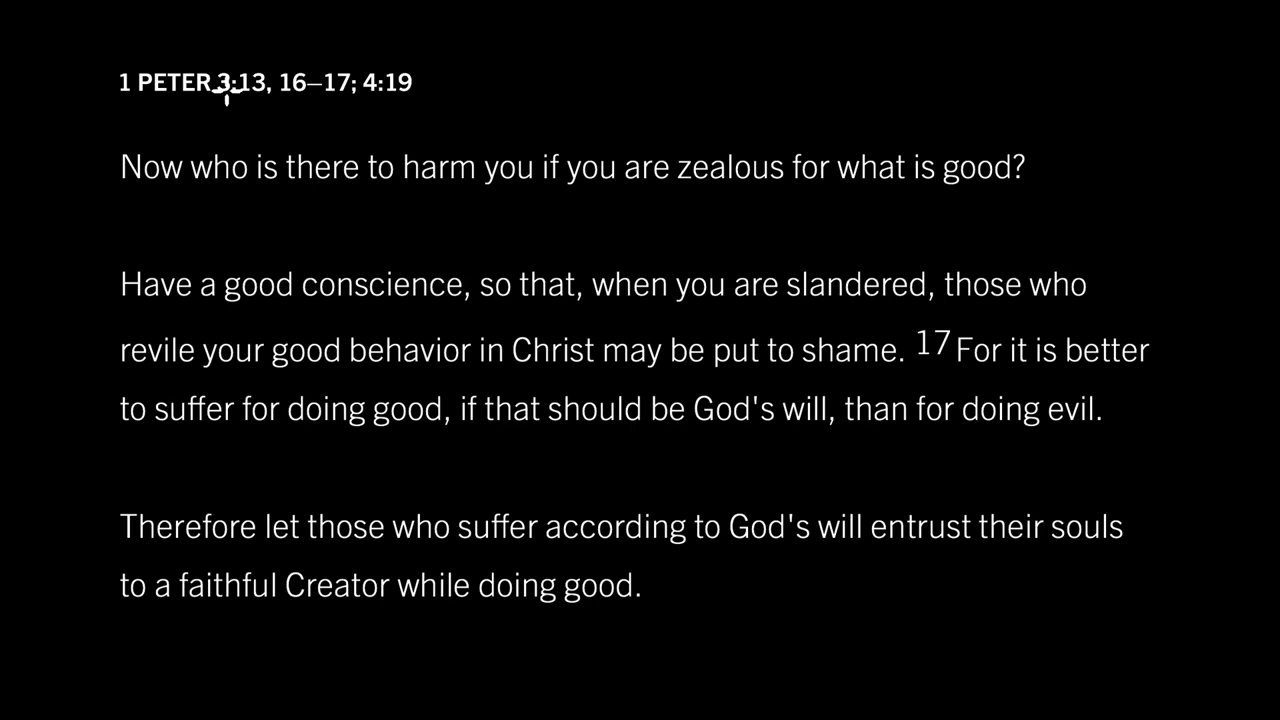 1 PETER 3:13, 16–17; 4:19
Now who is there to harm you if you are zealous for what is good?
Have a good conscience, so that, when you are slandered, those who
revile your good behavior in Christ may be put to shame. 17 For it is better
to suffer for doing good, if that should be God's will, than for doing evil.
Therefore let those who suffer according to God's will entrust their souls
to a faithful Creator while doing good.